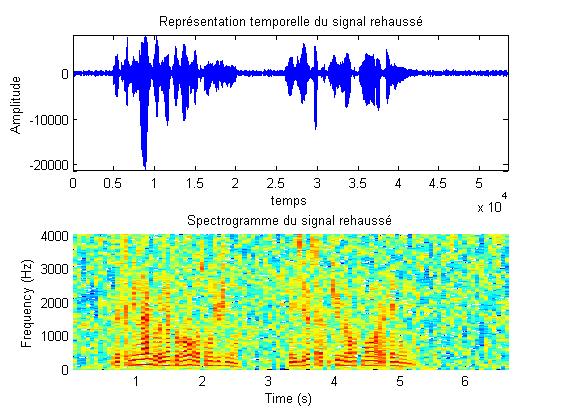 Représentation temporelle du signal rehaussé
Amplitude
0
-10000
-20000
0 0.5 1 1.5 2 2.5 3 3.5 4 4.5 5
temps
x 10 4
Spectrogramme du signal rehaussé
Frequency (Hz)
4000
3000
2000
1000
0
1 2 3 4 5 6
Time (s)